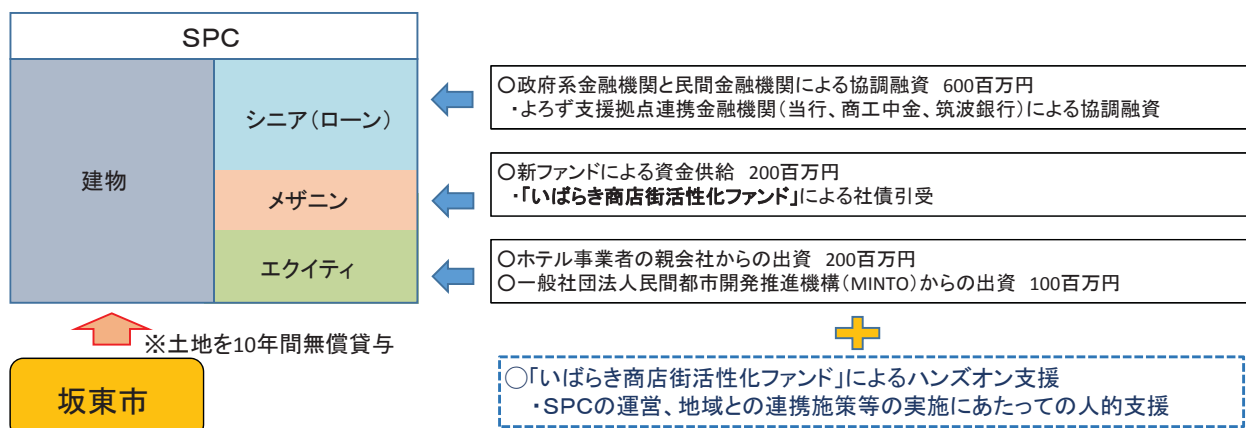 SPC
建物
シニア(ローン)
メザニン
エクイティ
○政府系金融機関と民間金融機関による協調融資 600百万円
・よろず支援拠点連携金融機関(当行、商工中金、筑波銀行)による協調融資
○新ファンドによる資金供給 200百万円
・「いばらき商店街活性化ファンド」による社債引受
○ホテル事業者の親会社からの出資 200百万円
○一般社団法人民間都市開発推進機構(MINTO)からの出資 100百万円
※土地を10年間無償貸与
坂東市
○「いばらき商店街活性化ファンド」によるハンズオン支援
・SPCの運営、地域との連携施策等の実施にあたっての人的支援